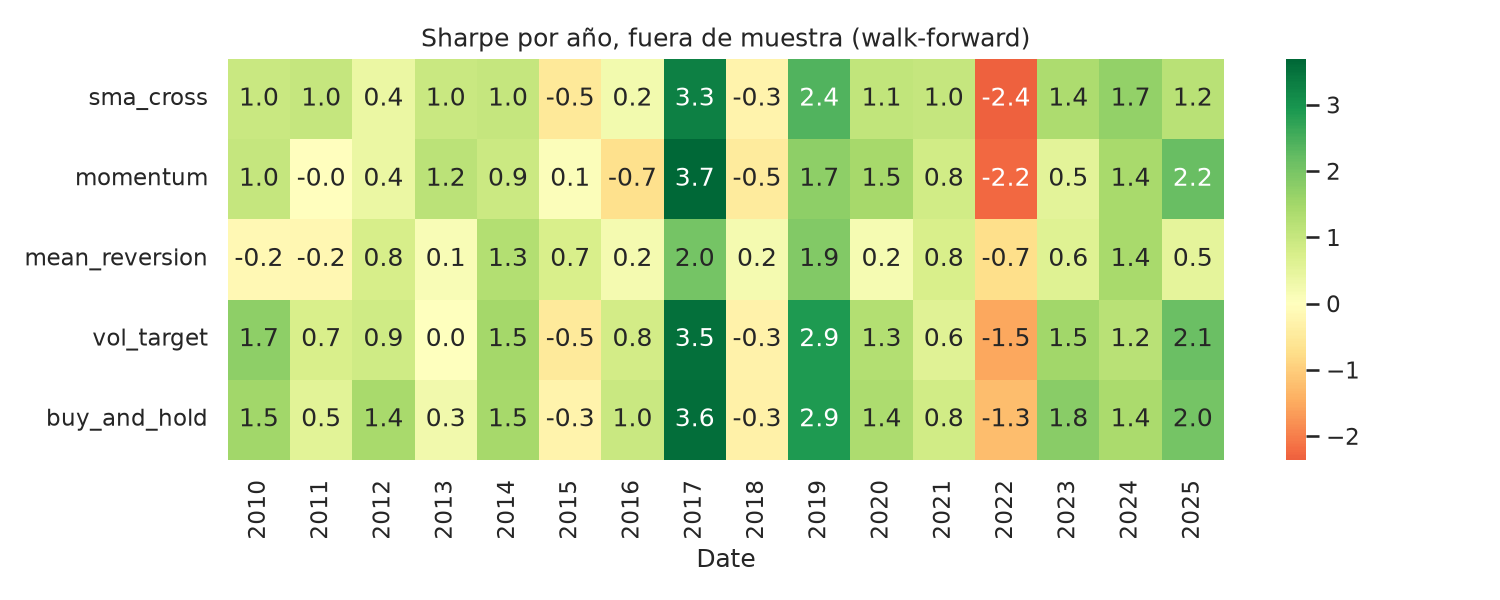 Sharpe por año, fuera de muestra (walk-forward)
sma_cross 1.0 1.0 0.4 1.0 1.0 -0.5 0.2 3.3 -0.3 2.4 1.1 1.0 -2.4 1.4 1.7 1.2
momentum 1.0 -0.0 0.4 1.2 0.9 0.1 -0.7 3.7 -0.5 1.7 1.5 0.8 -2.2 0.5 1.4 2.2
mean_reversion -0.2 -0.2 0.8 0.1 1.3 0.7 0.2 2.0 0.2 1.9 0.2 0.8 -0.7 0.6 1.4 0.5
vol_target 1.7 0.7 0.9 0.0 1.5 -0.5 0.8 3.5 -0.3 2.9 1.3 0.6 -1.5 1.5 1.2 2.1
buy_and_hold 1.5 0.5 1.4 0.3 1.5 -0.3 1.0 3.6 -0.3 2.9 1.4 0.8 -1.3 1.8 1.4 2.0
2010 2011 2012 2013 2014 2015 2016 2017 2018 2019 2020 2021 2022 2023 2024 2025
Date
3
2
1
0
−1
−2